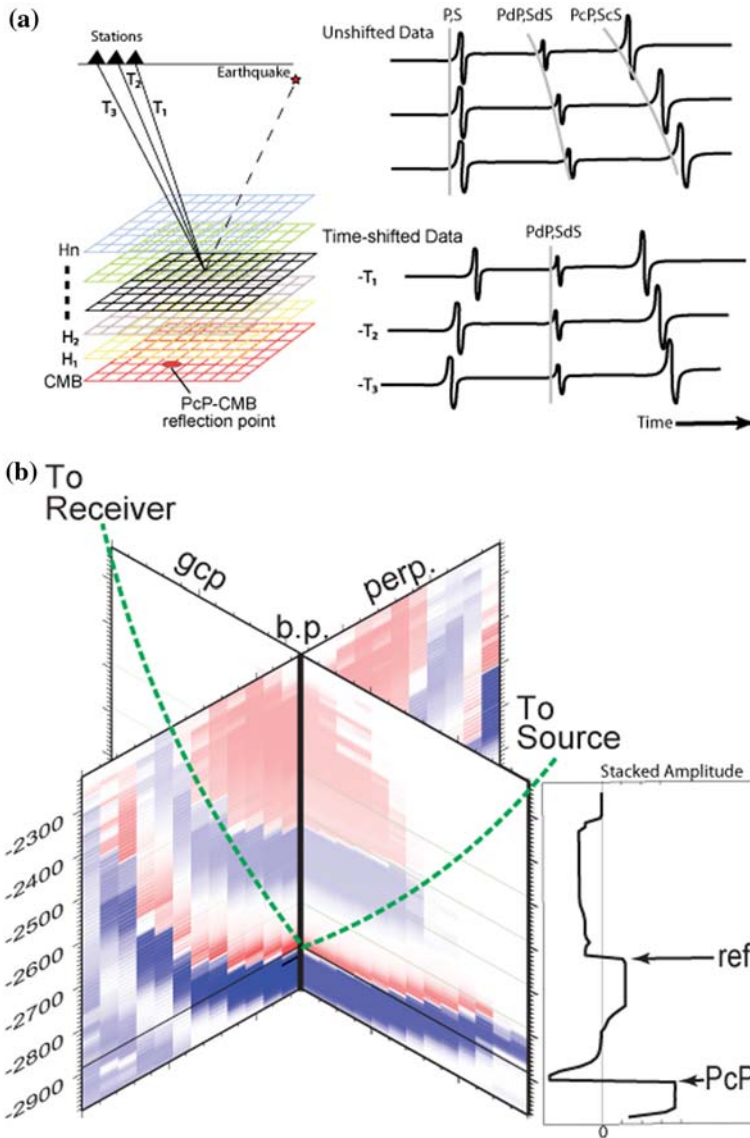 (a)
Stations
Earthquake
T₂
T₃
T₁
Hn
H₂
H₁
CMB
PcP-CMB
reflection point
Unshifted Data
P,S
PdP,SdS
PcP,ScS
Time-shifted Data
PdP,SdS
-T₁
-T₂
-T₃
Time
(b)
To
Receiver
gcp
b.p.
perp.
To
Source
-2300
-2400
-2500
-2600
-2700
-2800
-2900
Stacked Amplitude
ref
PcP
0